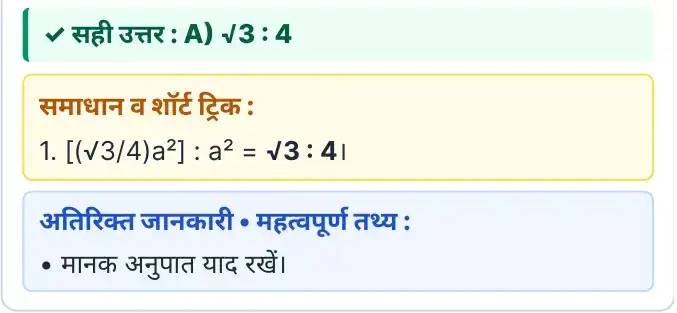 ✓ सही उत्तर : A) √3 : 4
समाधान व शॉर्ट ट्रिक :
1. [(√3/4)a²] : a² = √3 : 4।
अतिरिक्त जानकारी • महत्वपूर्ण तथ्य :
• मानक अनुपात याद रखें।